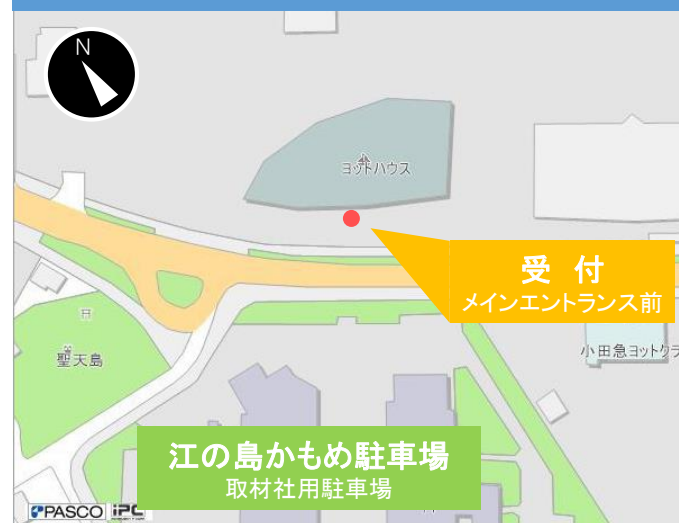 N
ヨットハウス
受 付
メインエントランス前
小田急ヨットクラ
聖天島
江の島かもめ駐車場
取材社用駐車場
PASCO iPC